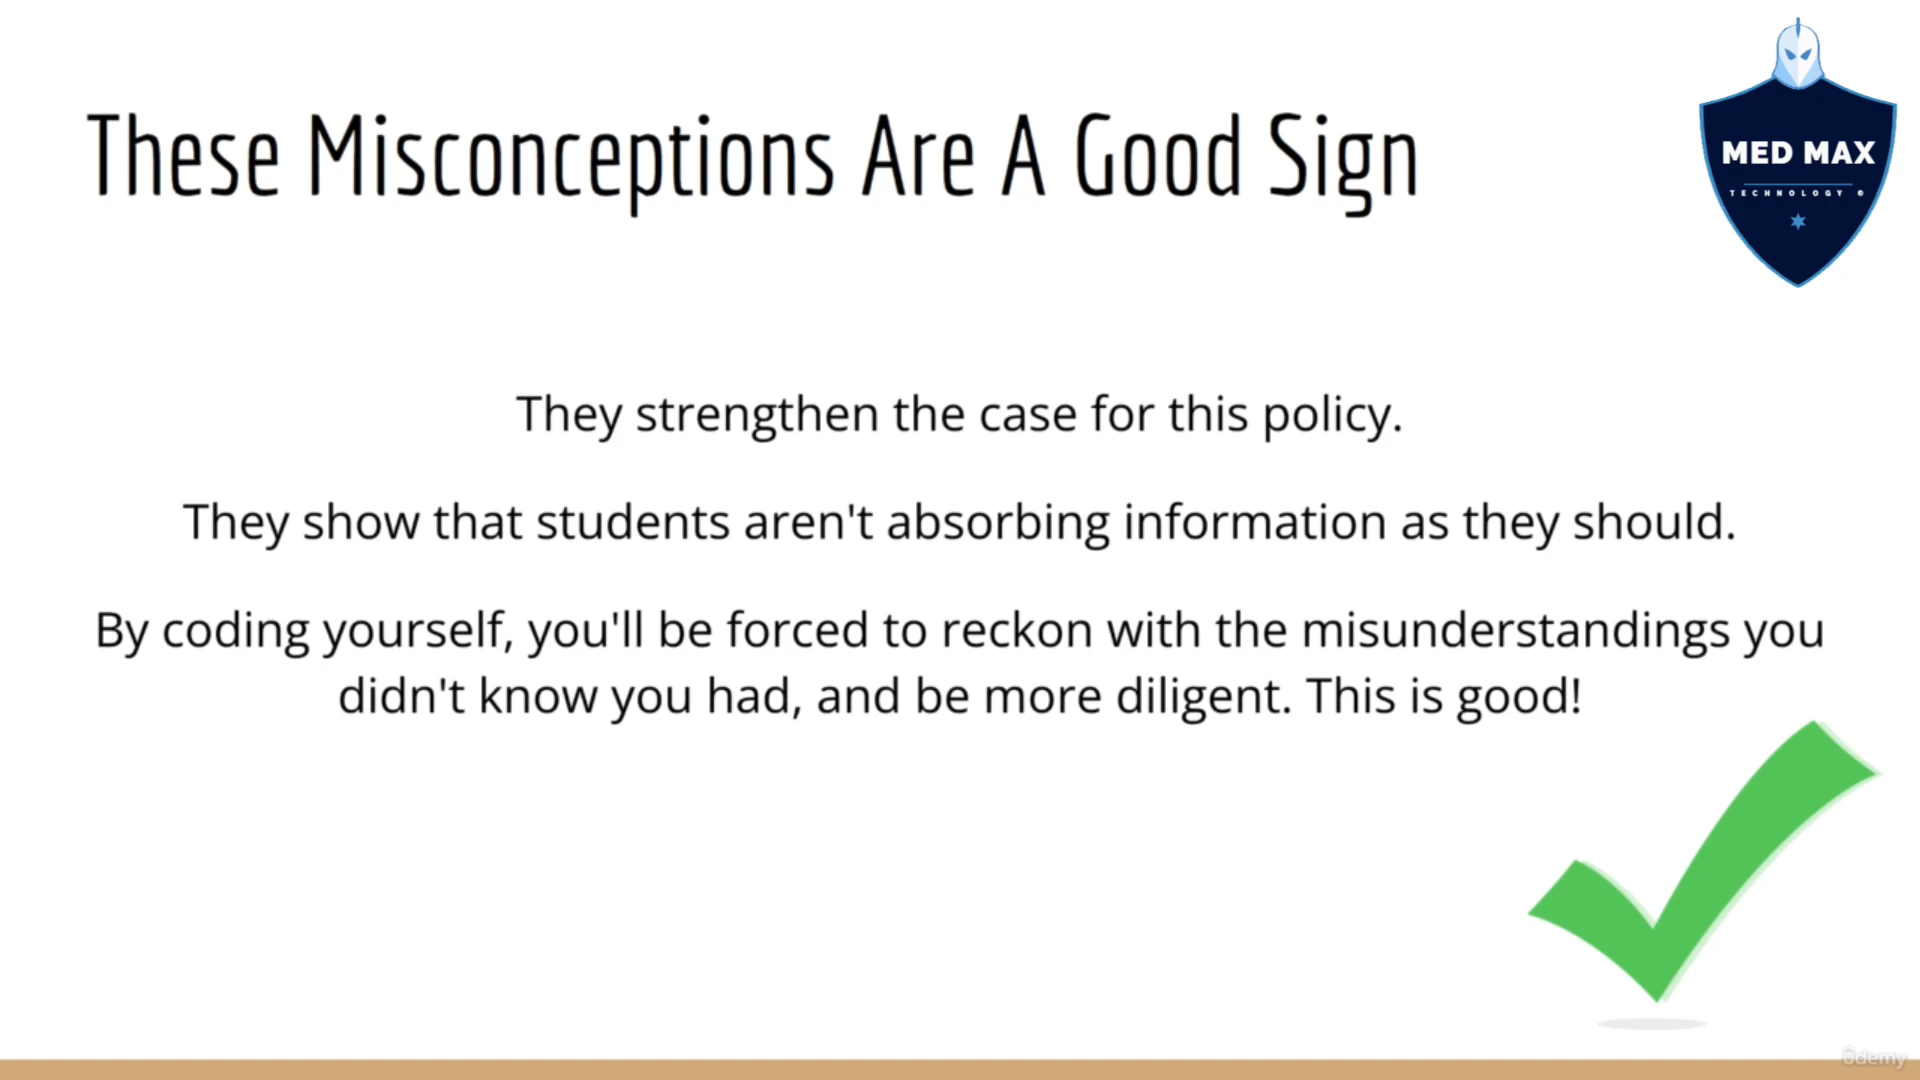 These Misconceptions Are A Good Sign
MED MAX
TECHNOLOGY ®
They strengthen the case for this policy.
They show that students aren't absorbing information as they should.
By coding yourself, you'll be forced to reckon with the misunderstandings you
didn't know you had, and be more diligent. This is good!
ûdemy